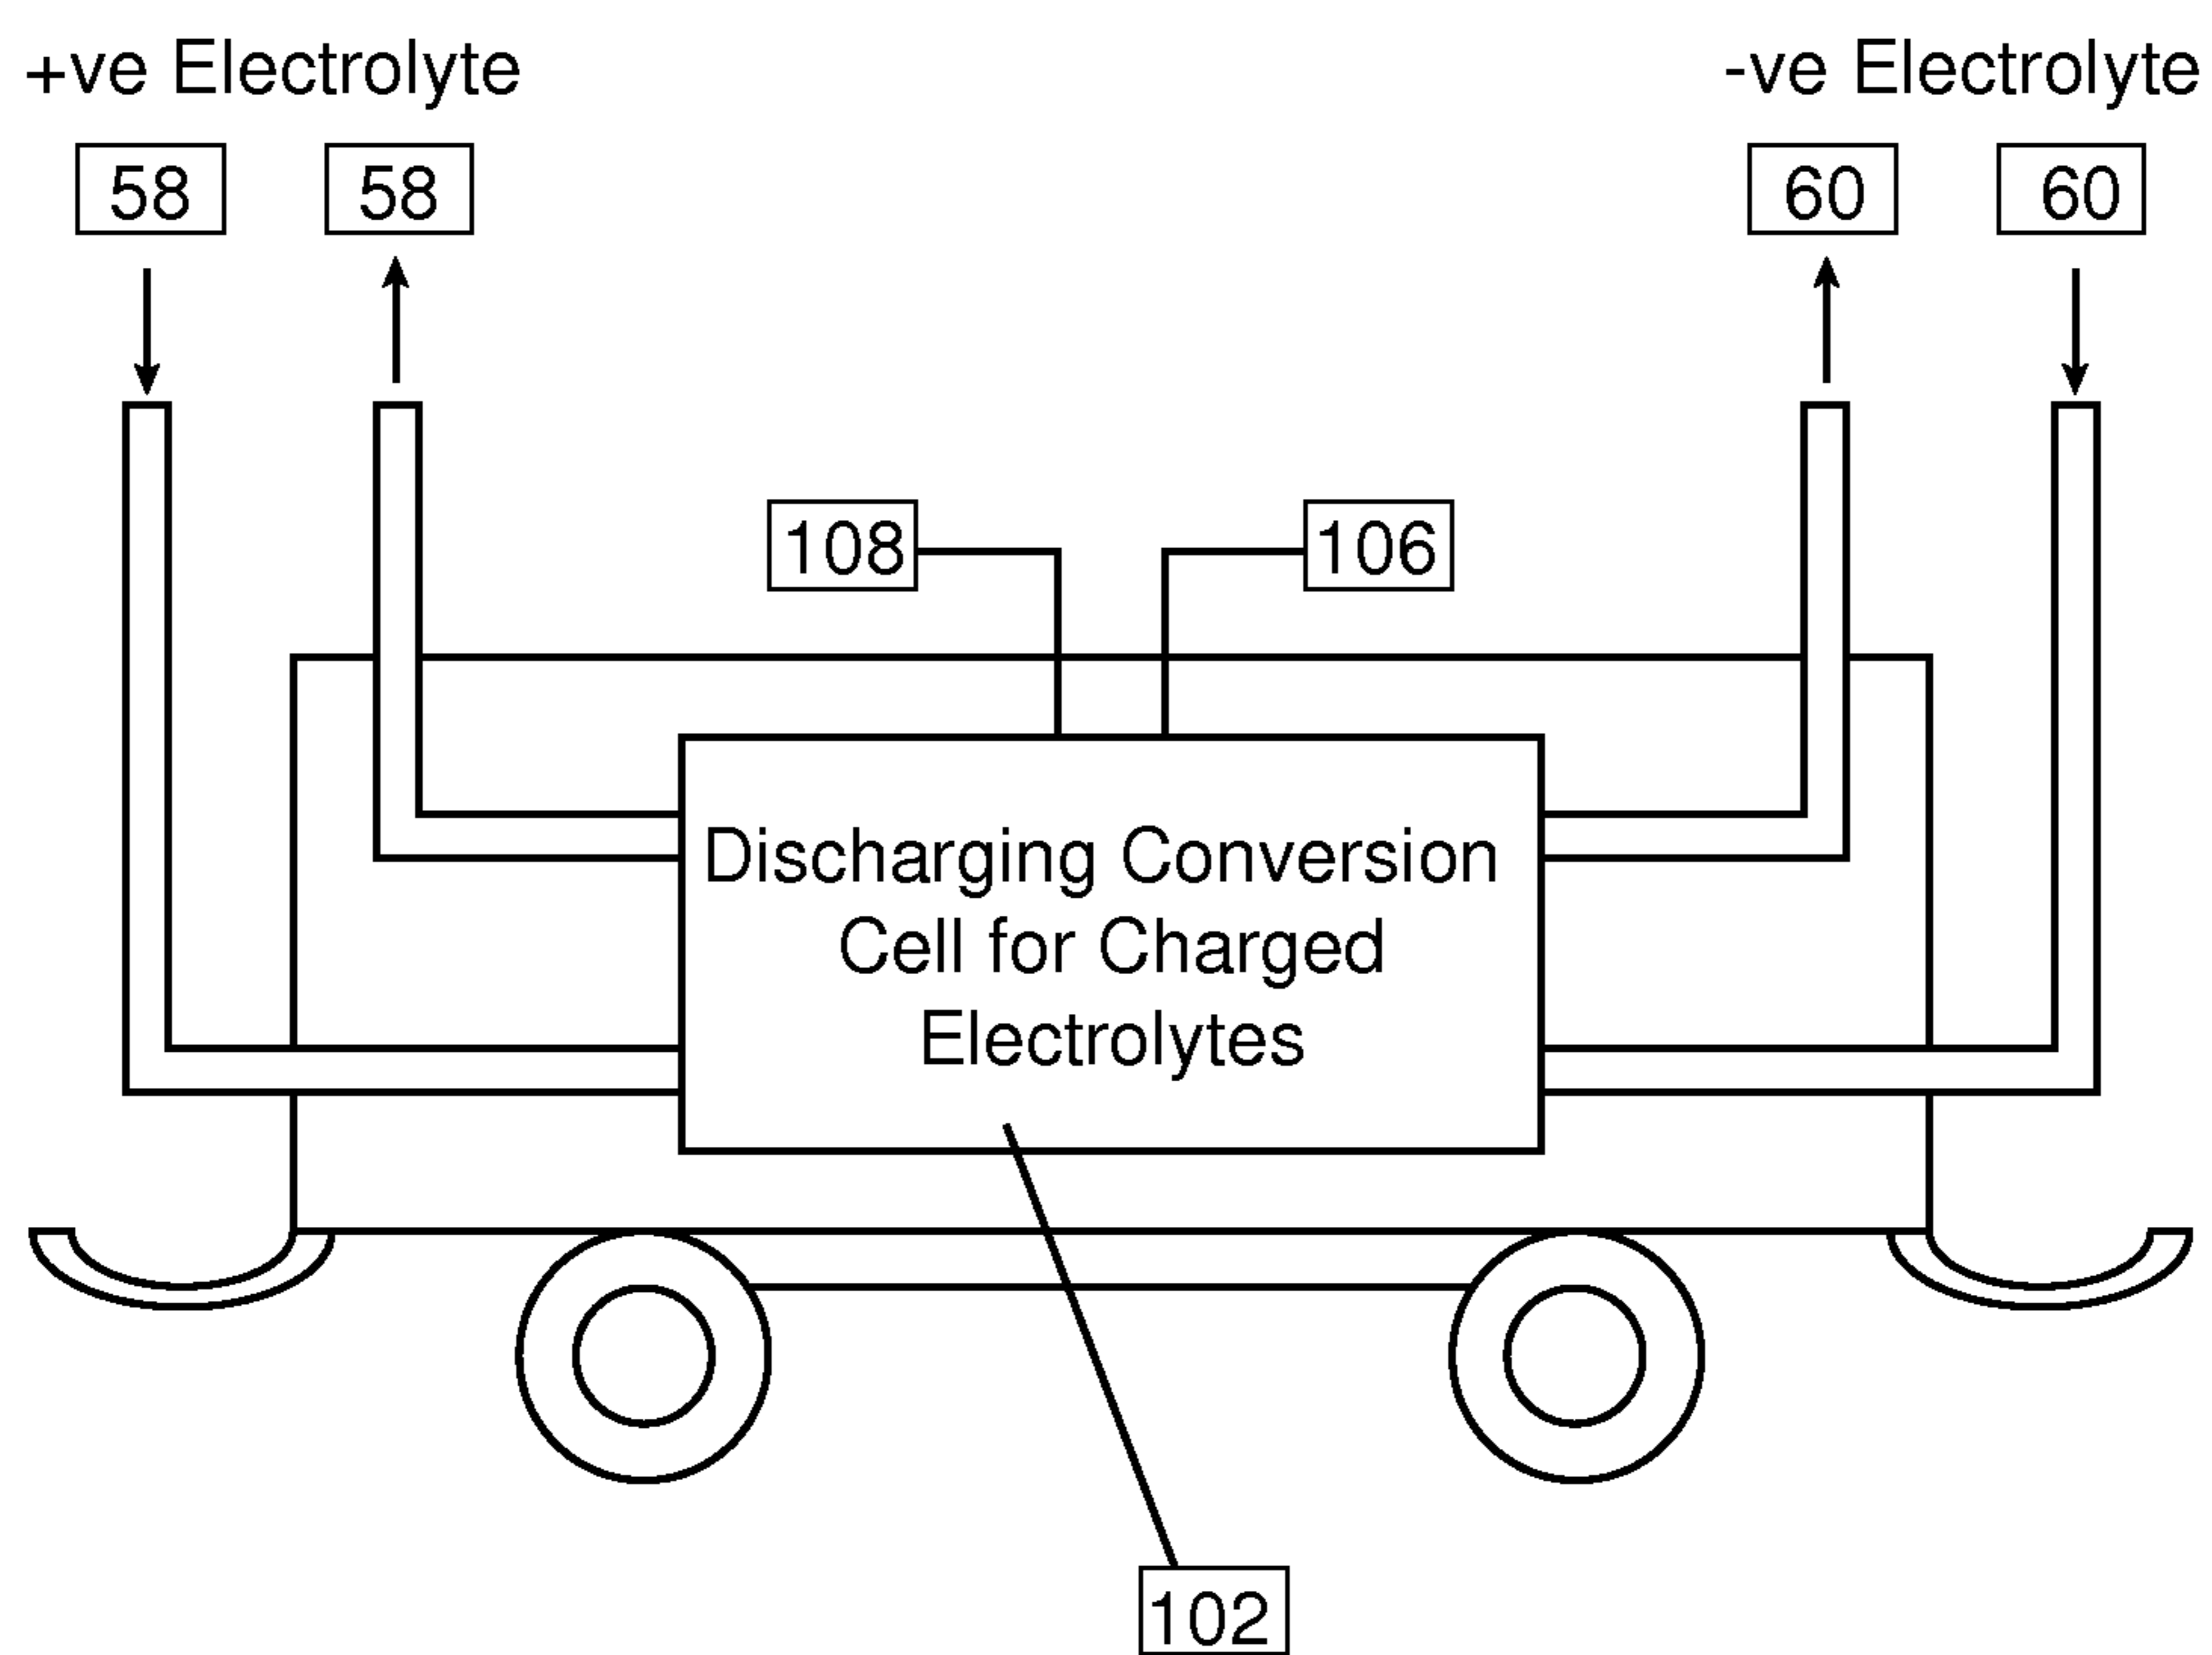 +ve Electrolyte
-ve Electrolyte
58
58
60
60
108
106
Discharging Conversion
Cell for Charged
Electrolytes
102